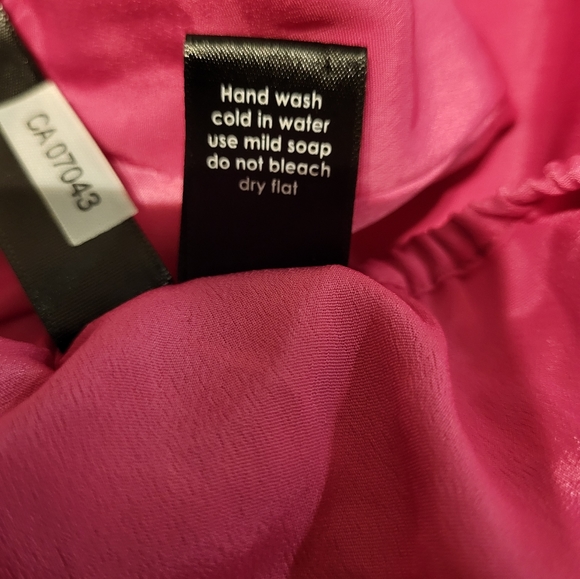 Hand wash
cold in water
use mild soap
do not bleach
dry flat
CA 07043